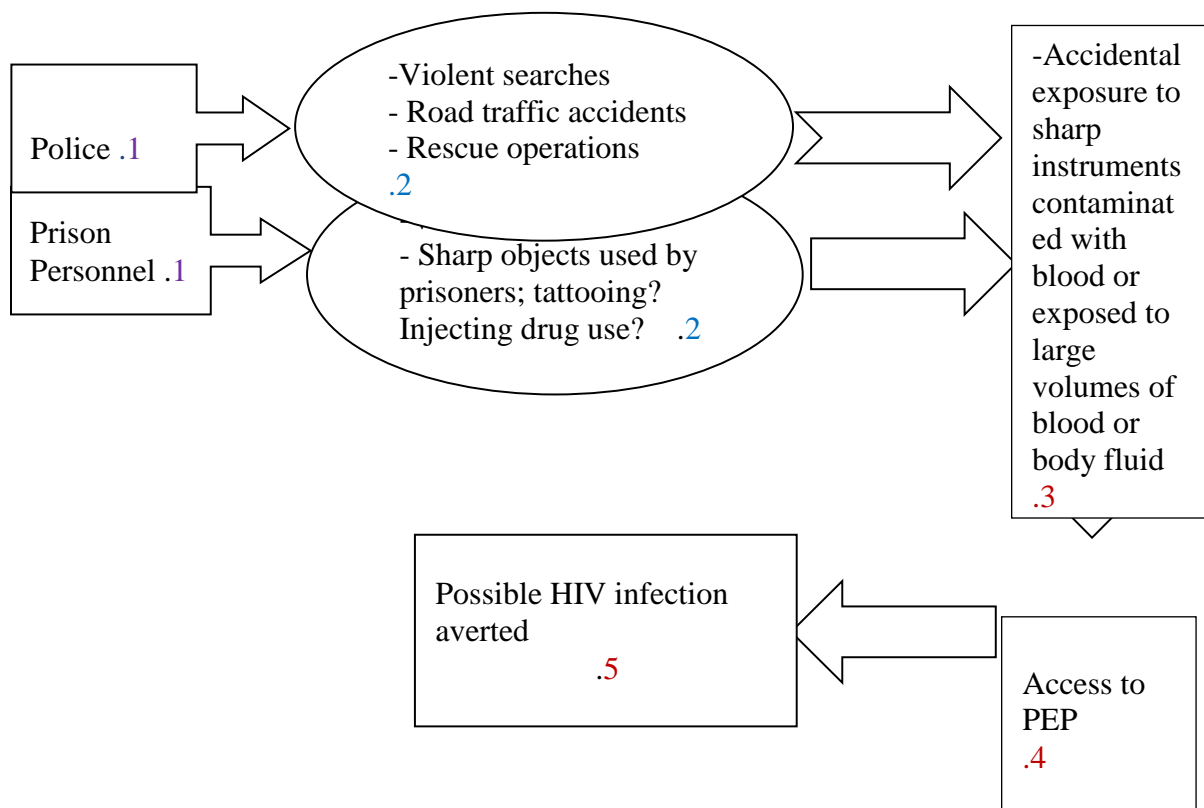 Police .1
-Violent searches
- Road traffic accidents
- Rescue operations
.2
Prison
Personnel .1
- Sharp objects used by
prisoners; tattooing?
Injecting drug use? .2
-Accidental
exposure to
sharp
instruments
contaminat
ed with
blood or
exposed to
large
volumes of
blood or
body fluid
.3
Access to
PEP
.4
Possible HIV infection
averted
.5